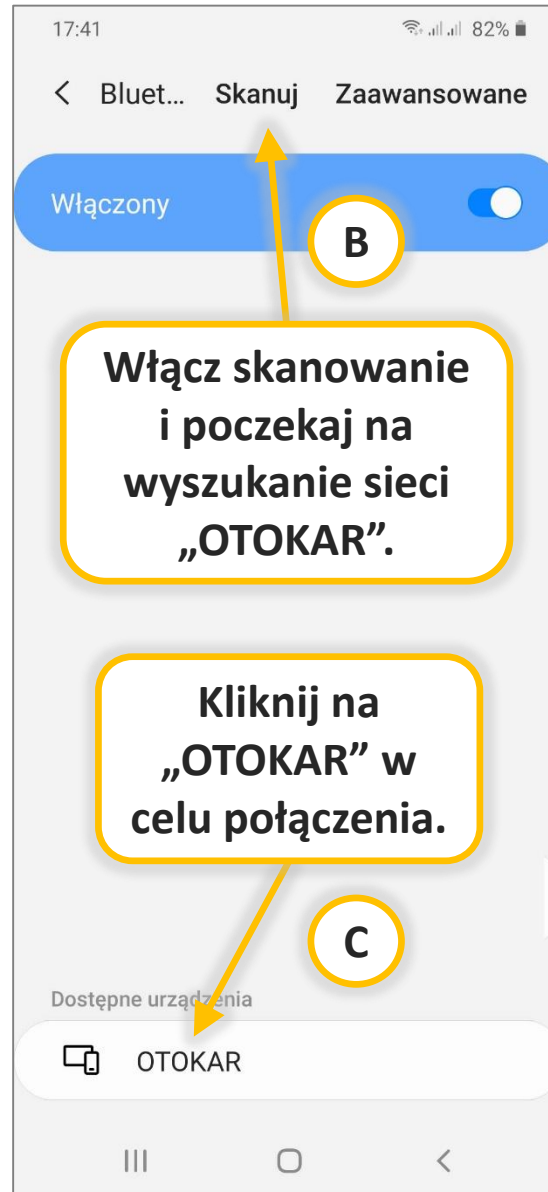 17:41 82%
Bluet... Skanuj Zaawansowane
Włączony
B
Włącz skanowanie
i poczekaj na
wyszukanie sieci
„OTOKAR”.
Kliknij na
„OTOKAR” w
celu połączenia.
C
Dostępne urządzenia
OTOKAR